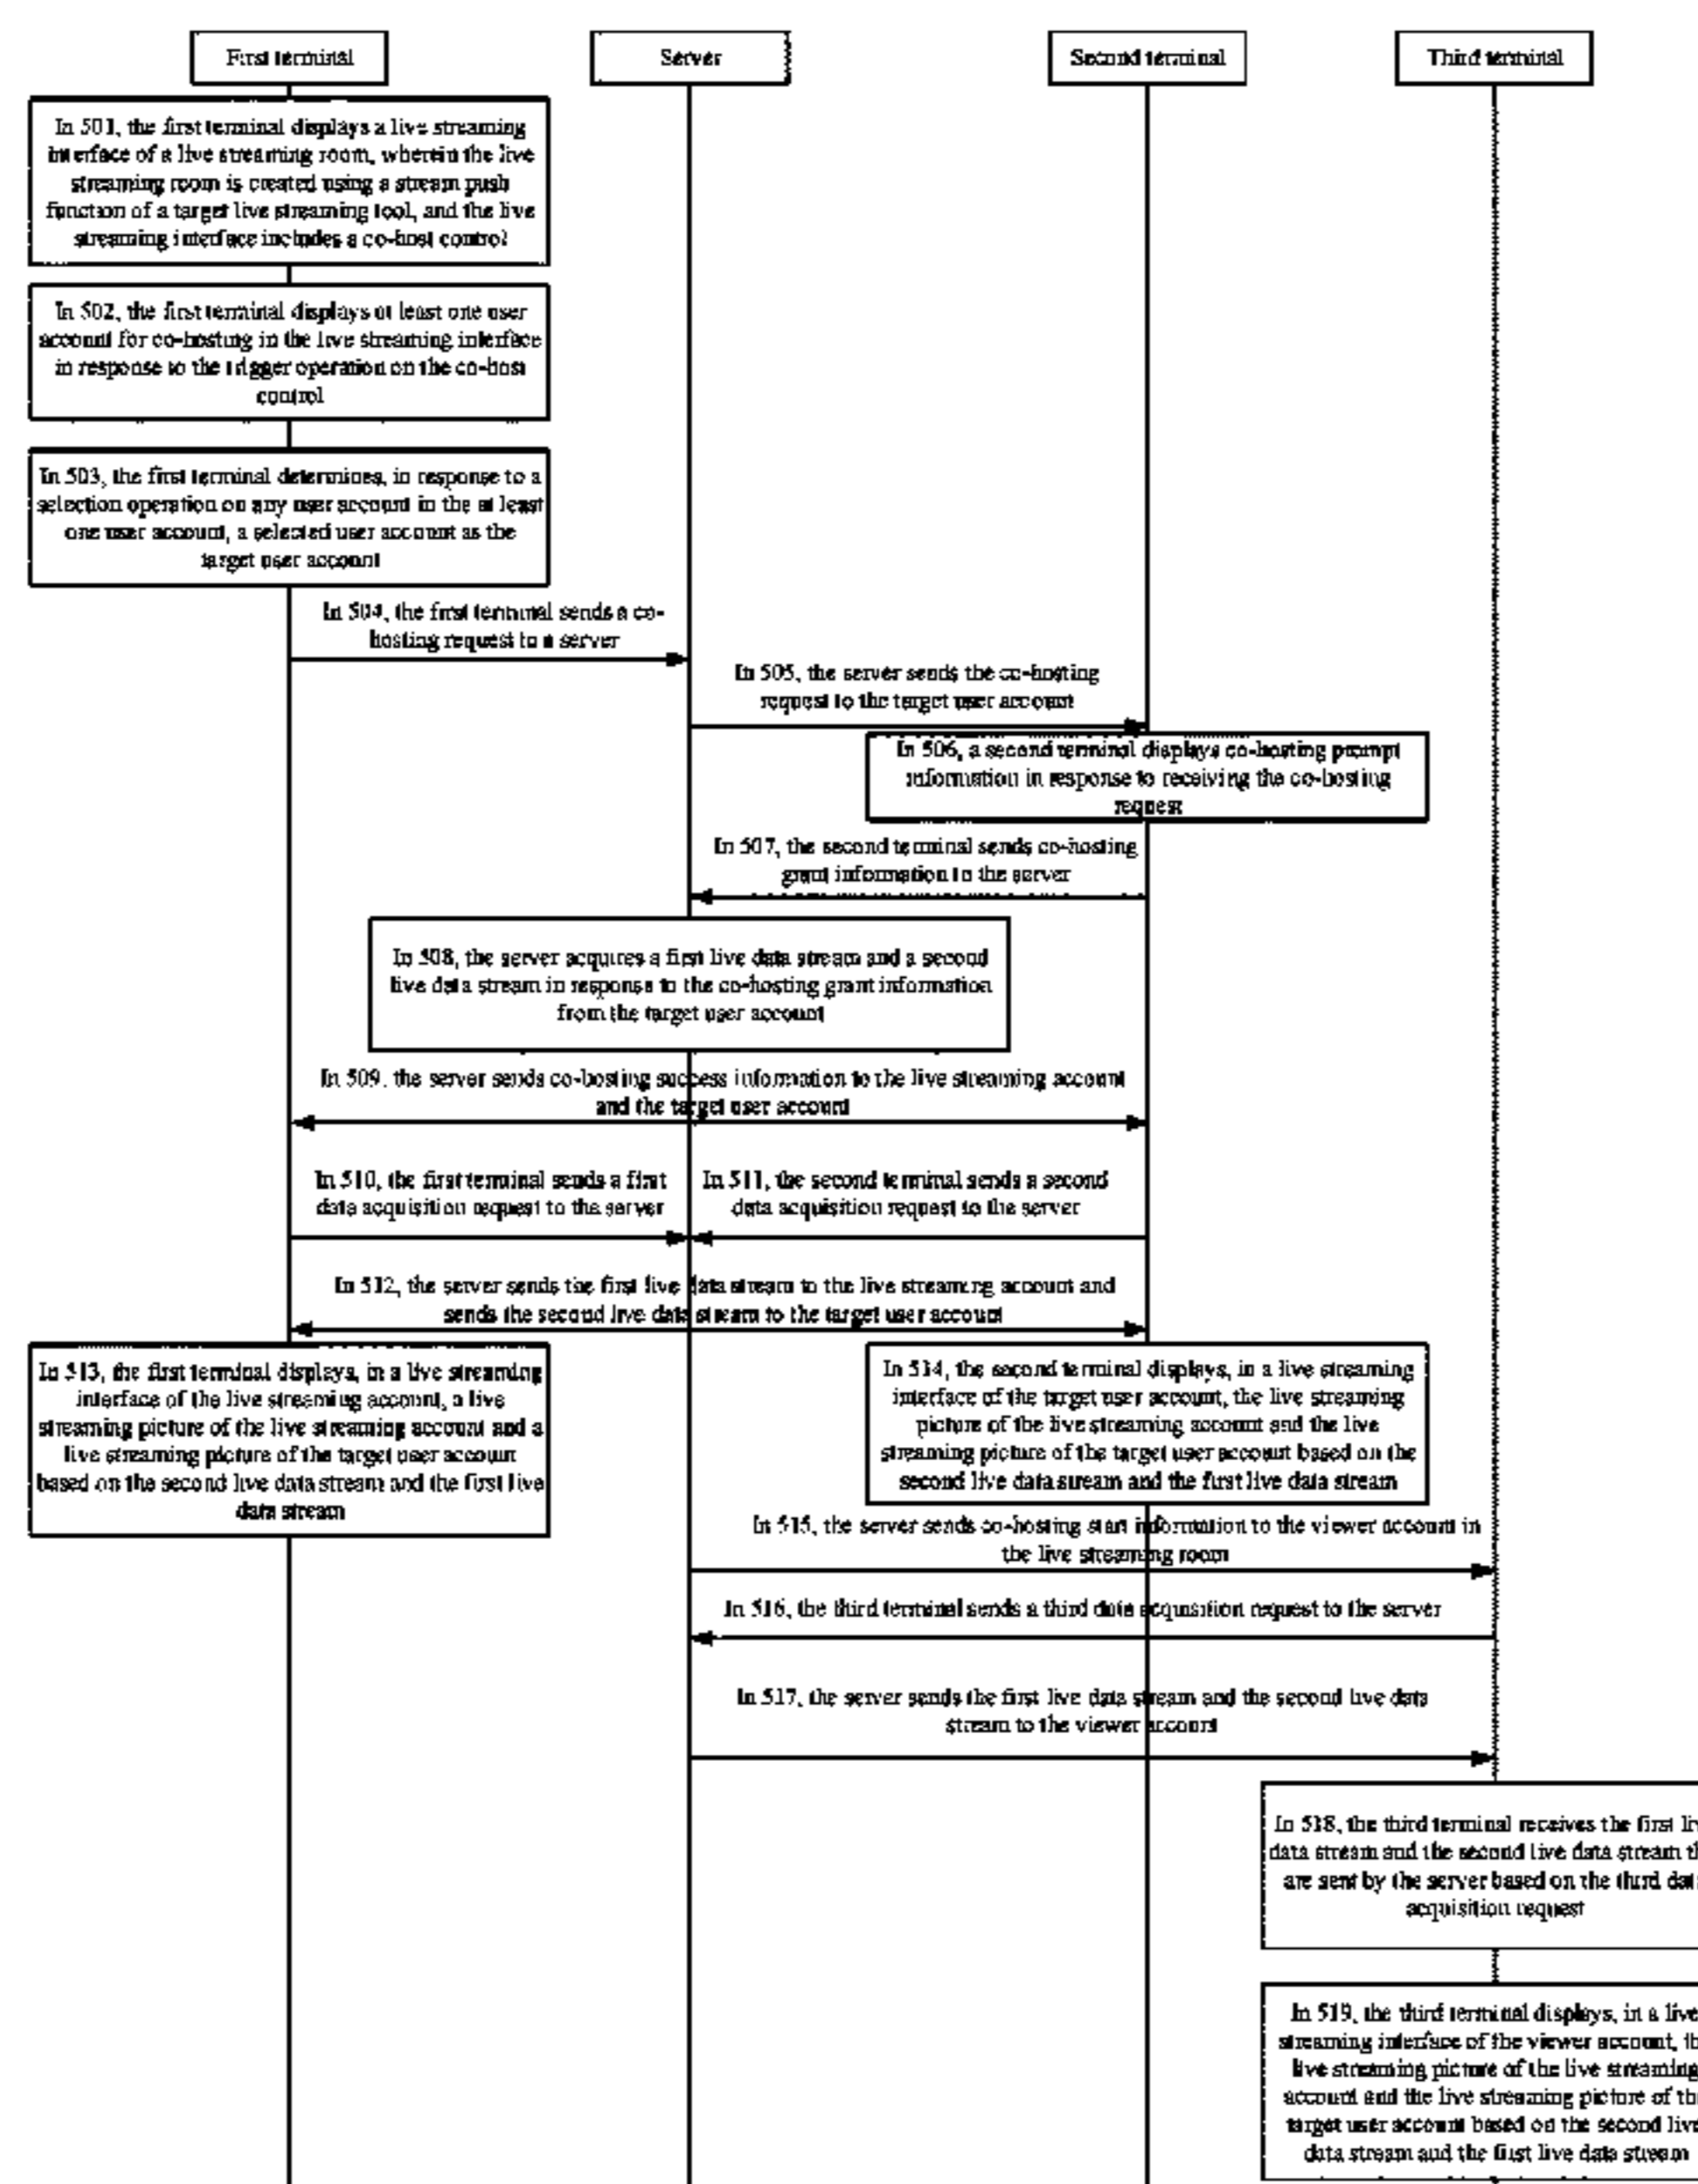 First terminal
Server
Second terminal
Third terminal
In 501, the first terminal displays a live streaming
interface of a live streaming room, wherein the live
streaming room is created using a stream push
function of a target live streaming tool, and the live
streaming interface includes a co-host control
In 502, the first terminal displays at least one user
account for co-hosting in the live streaming interface
in response to the trigger operation on the co-host
control
In 503, the first terminal determines, in response to a
selection operation on any user account in the at least
one user account, a selected user account as the
target user account
In 504, the first terminal sends a co-
hosting request to a server
In 505, the server sends the co-hosting
request to the target user account
In 506, a second terminal displays co-hosting prompt
information in response to receiving the co-hosting
request
In 507, the second terminal sends co-hosting
grant information to the server
In 508, the server acquires a first live data stream and a second
live data stream in response to the co-hosting grant information
from the target user account
In 509, the server sends co-hosting success information to the live streaming account
and the target user account
In 510, the first terminal sends a first
data acquisition request to the server
In 511, the second terminal sends a second
data acquisition request to the server
In 512, the server sends the first live data stream to the live streaming account and
sends the second live data stream to the target user account
In 513, the first terminal displays, in a live streaming
interface of the live streaming account, a live
streaming picture of the live streaming account and a
live streaming picture of the target user account
based on the second live data stream and the first live
data stream
In 514, the second terminal displays, in a live streaming
interface of the target user account, the live streaming
picture of the live streaming account and the live
streaming picture of the target user account based on the
second live data stream and the first live data stream
In 515, the server sends co-hosting start information to the viewer account in
the live streaming room
In 516, the third terminal sends a third data acquisition request to the server
In 517, the server sends the first live data stream and the second live data
stream to the viewer account
In 518, the third terminal receives the first liv
data stream and the second live data stream th
are sent by the server based on the third dat
acquisition request
In 519, the third terminal displays, in a live
streaming interface of the viewer account, th
live streaming picture of the live streaming
account and the live streaming picture of th
target user account based on the second live
data stream and the first live data stream